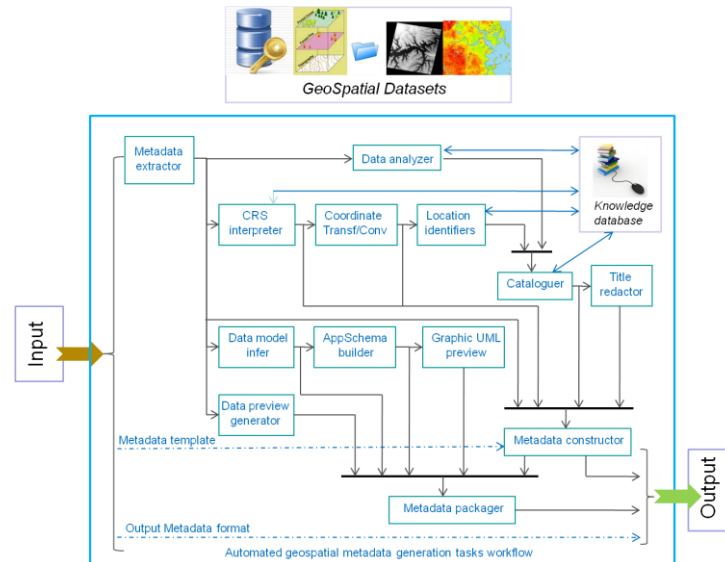 GeoSpatial Datasets
Metadata
extractor
Data analyzer
Knowledge
database
CRS
interpreter
Coordinate
Transf/Conv
Location
identifiers
Cataloguer
Title
redactor
Input
Data model
infer
AppSchema
builder
Graphic UML
preview
Data preview
generator
Metadata template
Metadata constructor
Output
Metadata packager
Output Metadata format
Automated geospatial metadata generation tasks workflow